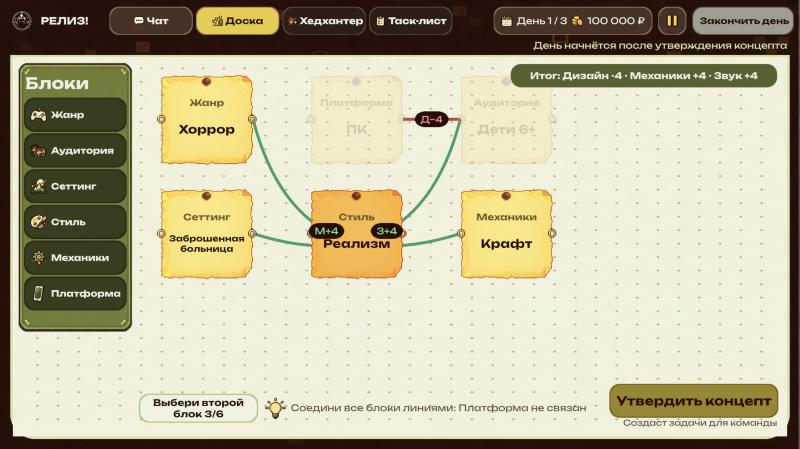 РЕЛИЗ!
Чат
Доска
Хедхантер
Таск-лист
День 1 / 3 100 000 ₽
Закончить день
День начнётся после утверждения концепта
Блоки
Жанр
Аудитория
Сеттинг
Стиль
Механики
Платформа
Жанр
Хоррор
Платформа
ПК
Д-4
Аудитория
Дети 6+
Итог: Дизайн -4 · Механики +4 · Звук +4
Сеттинг
Заброшенная
больница
Стиль
М+4
З+4
Реализм
Механики
Крафт
Выбери второй
блок 3/6
Соедини все блоки линиями: Платформа не связан
Утвердить концепт
Создаст задачи для команды